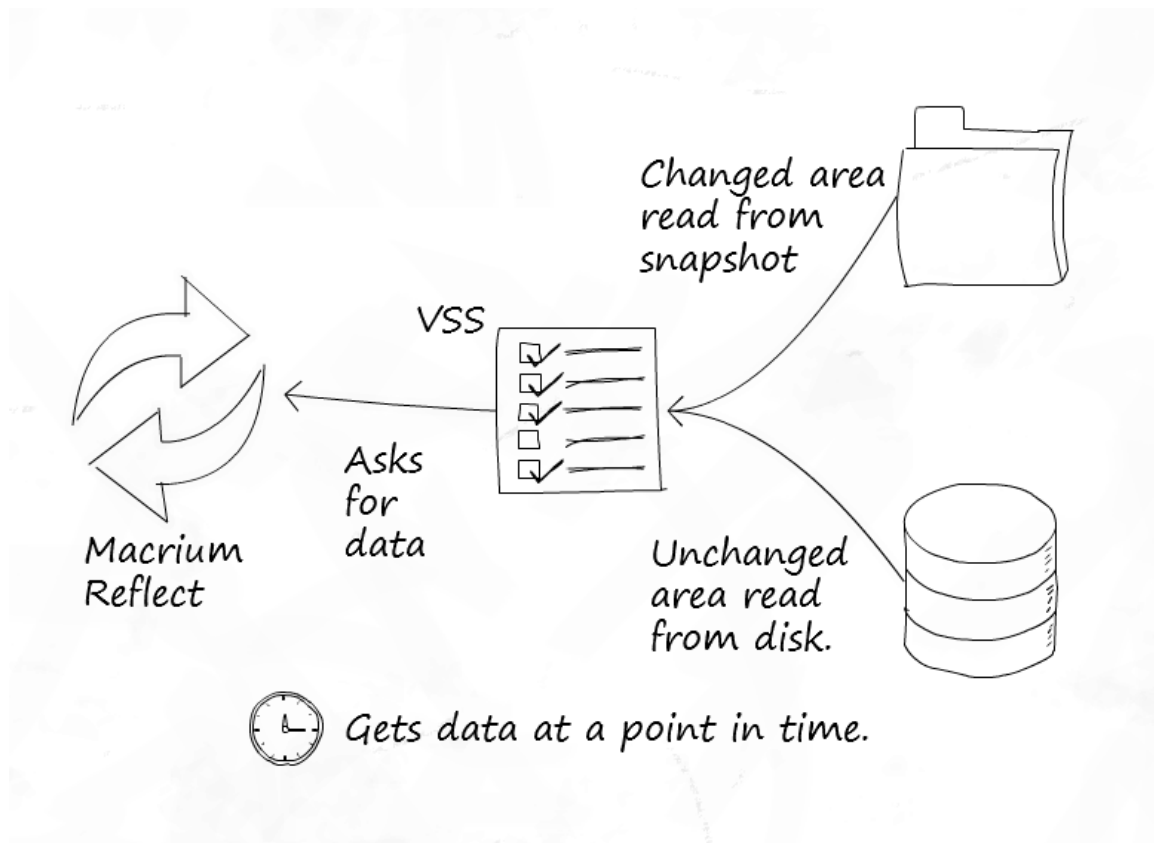 Changed area
read from
snapshot
VSS
Asks
for
data
Macrium
Reflect
Unchanged
area read
from disk.
Gets data at a point in time.